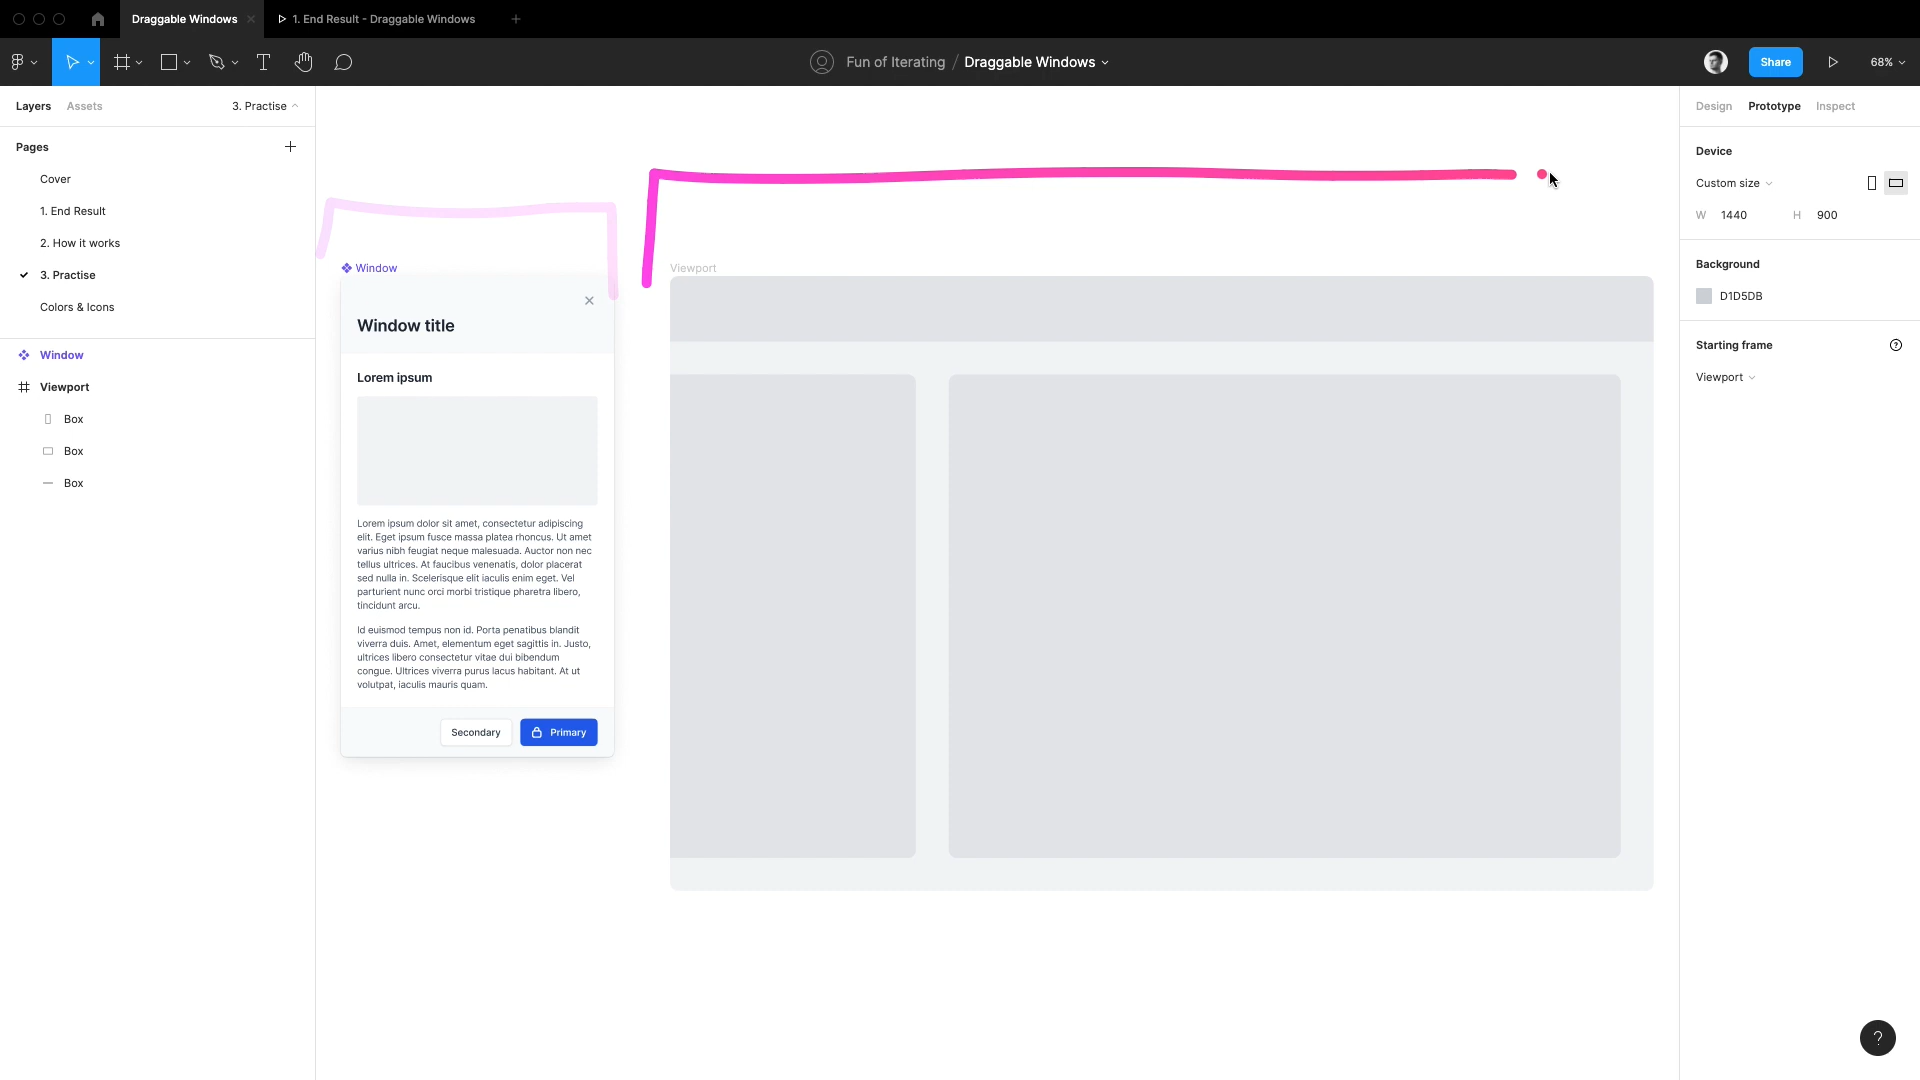 Draggable Windows
1. End Result - Draggable Windows
Fun of Iterating / Draggable Windows
Share
68%
Layers
Assets
3. Practise
Pages
Cover
1. End Result
2. How it works
3. Practise
Colors & Icons
Window
Viewport
Box
Box
Box
Window
Window title
Lorem ipsum
Lorem ipsum dolor sit amet, consectetur adipiscing
elit. Eget ipsum fusce massa platea rhoncus. Ut amet
varius nibh feugiat neque malesuada. Auctor non nec
tellus ultrices. At faucibus venenatis, dolor placerat
sed nulla in. Scelerisque elit iaculis enim eget. Vel
parturient nunc orci morbi tristique pharetra libero,
tincidunt arcu.
Id euismod tempus non id. Porta penatibus blandit
viverra duis. Amet, elementum eget sagittis in. Justo,
ultrices libero consectetur vitae dui bibendum
congue. Ultrices viverra purus lacus habitant. At ut
volutpat, iaculis mauris quam.
Secondary
Primary
Viewport
Design
Prototype
Inspect
Device
Custom size
W 1440 H 900
Background
D1D5DB
Starting frame
?
Viewport
?